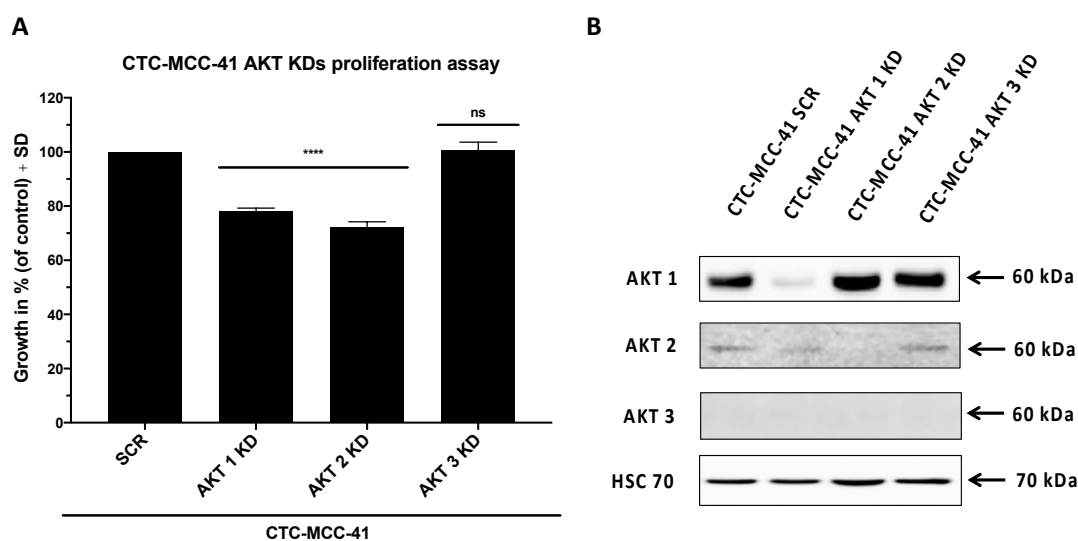 A
CTC-MCC-41 AKT KDs proliferation assay
Growth in % (of control) + SD
120
100
80
60
40
20
0
****
ns
SCR
AKT 1 KD
AKT 2 KD
AKT 3 KD
CTC-MCC-41
B
CTC-MCC-41 SCR
CTC-MCC-41 AKT 1 KD
CTC-MCC-41 AKT 2 KD
CTC-MCC-41 AKT 3 KD
AKT 1
60 kDa
AKT 2
60 kDa
AKT 3
60 kDa
HSC 70
70 kDa